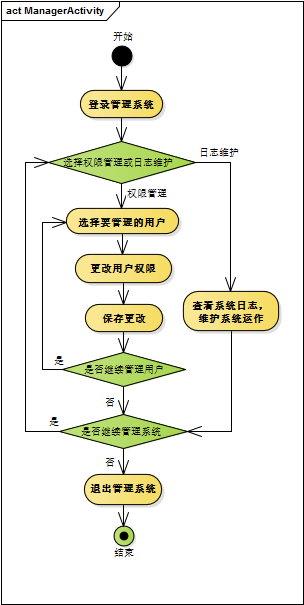 act ManagerActivity
开始
登录管理系统
选择权限管理或日志维护
日志维护
权限管理
选择要管理的用户
更改用户权限
查看系统日志，
维护系统运作
保存更改
是
是否继续管理用户
否
是
是否继续管理系统
否
退出管理系统
结束